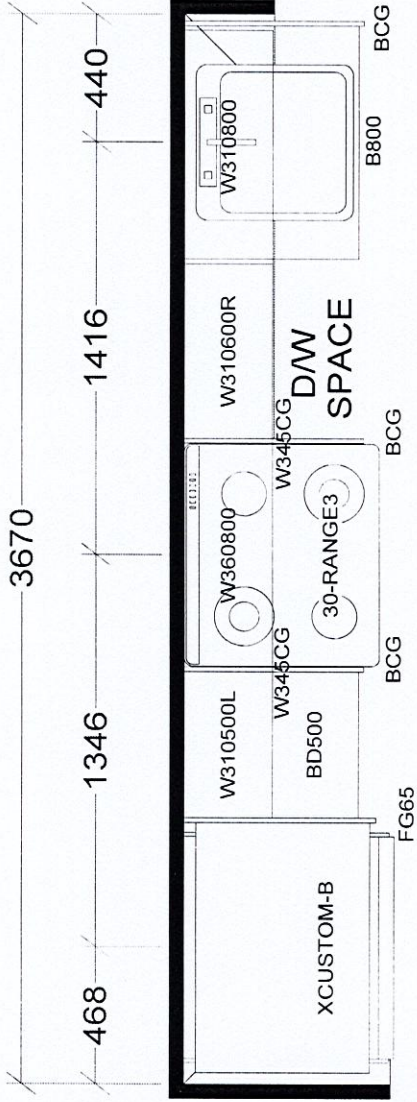 3670
468
1346
1416
440
W310500L
W360800
W310600R
W310800
W345CG
W345CG
XCUSTOM-B
BD500
30-RANGE3
D/W
SPACE
B800
FG65
BCG
BCG
BCG